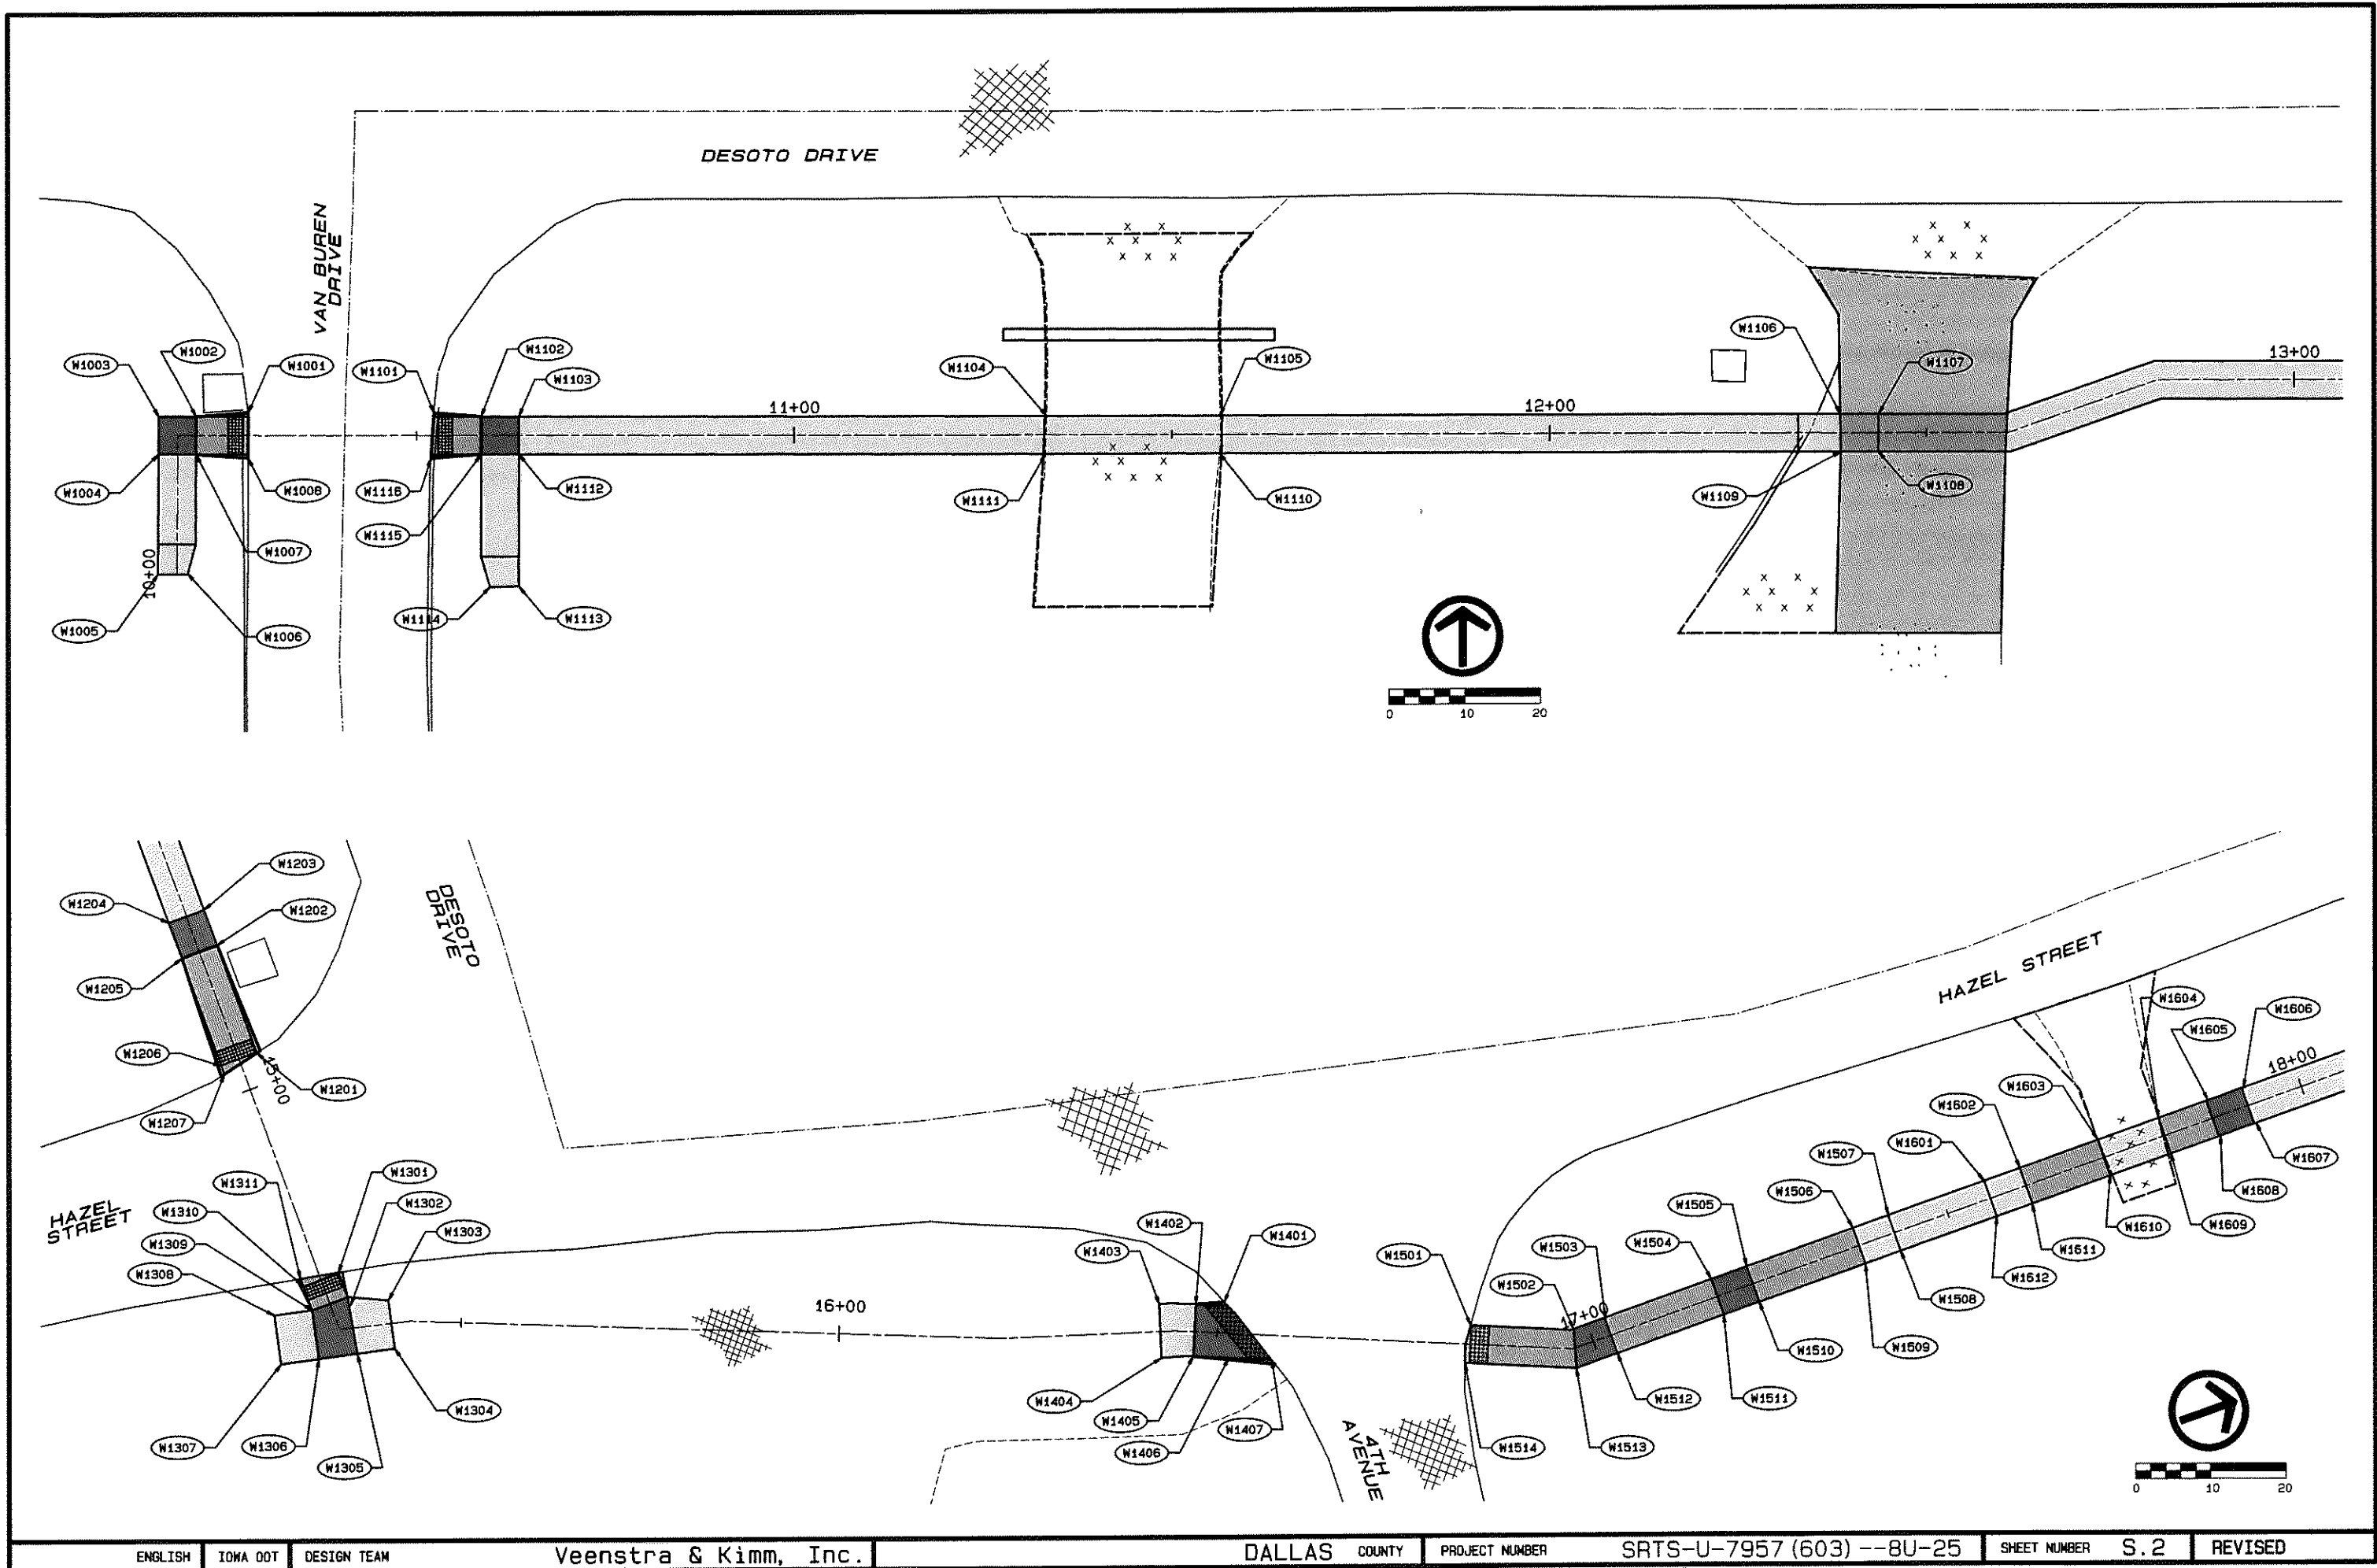 DESOTO DRIVE
VAN BUREN
DRIVE
W1003
W1002
W1001
W1101
W1102
W1103
W1104
W1105
W1106
W1107
13+00
11+00
12+00
W1004
W1008
W1116
W1112
W1111
W1110
W1109
W1108
W1007
W1115
10+00
W1005
W1006
W1114
W1113
0 10 20
W1204
W1203
W1202
W1205
W1206
W1201
W1207
15+00
DESOTO
DRIVE
HAZEL STREET
HAZEL
STREET
W1311
W1301
W1310
W1302
W1309
W1303
W1308
W1307
W1306
W1305
W1304
16+00
W1403
W1402
W1401
W1404
W1405
W1406
W1407
4TH
AVENUE
W1501
W1502
W1503
W1504
W1505
W1506
W1507
17+00
W1514
W1513
W1512
W1511
W1510
W1509
W1508
W1601
W1602
W1603
W1604
W1605
W1606
18+00
W1607
W1608
W1609
W1610
W1611
W1612
0 10 20
ENGLISH IOWA DOT DESIGN TEAM Veenstra & Kimm, Inc. DALLAS COUNTY PROJECT NUMBER SRTS-U-7957(603)--8U-25 SHEET NUMBER S.2 REVISED